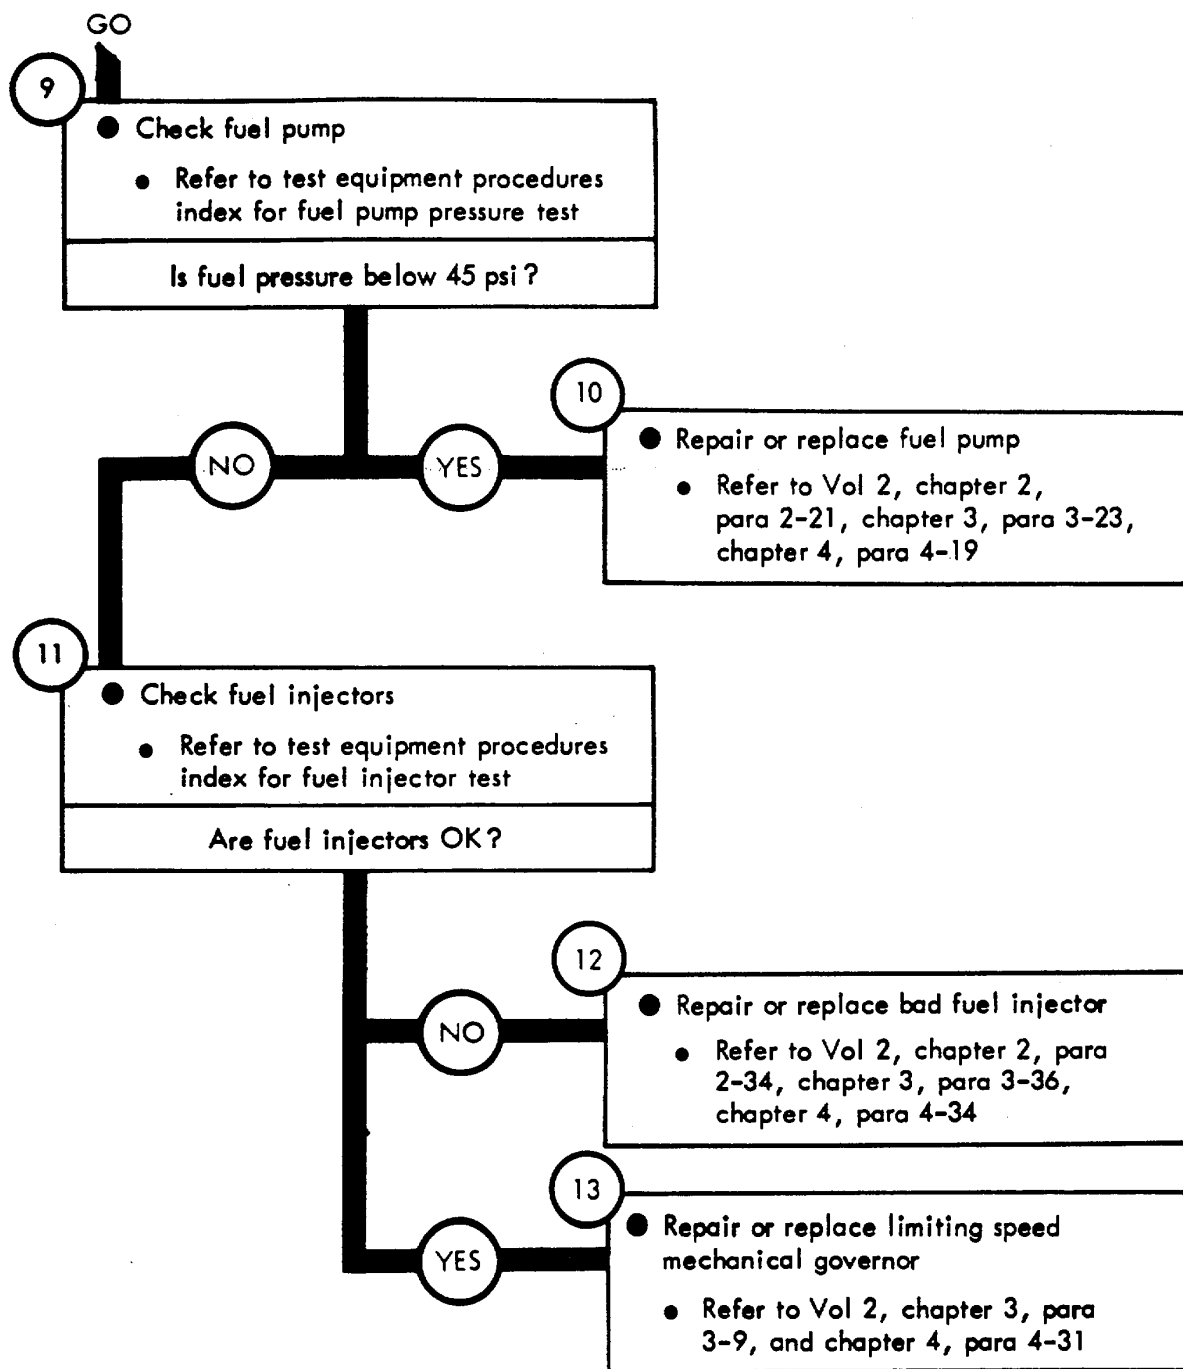 GO
9
● Check fuel pump
● Refer to test equipment procedures
index for fuel pump pressure test
Is fuel pressure below 45 psi?
NO
YES
10
● Repair or replace fuel pump
● Refer to Vol 2, chapter 2,
para 2-21, chapter 3, para 3-23,
chapter 4, para 4-19
11
● Check fuel injectors
● Refer to test equipment procedures
index for fuel injector test
Are fuel injectors OK?
NO
12
● Repair or replace bad fuel injector
● Refer to Vol 2, chapter 2, para
2-34, chapter 3, para 3-36,
chapter 4, para 4-34
YES
13
● Repair or replace limiting speed
mechanical governor
● Refer to Vol 2, chapter 3, para
3-9, and chapter 4, para 4-31